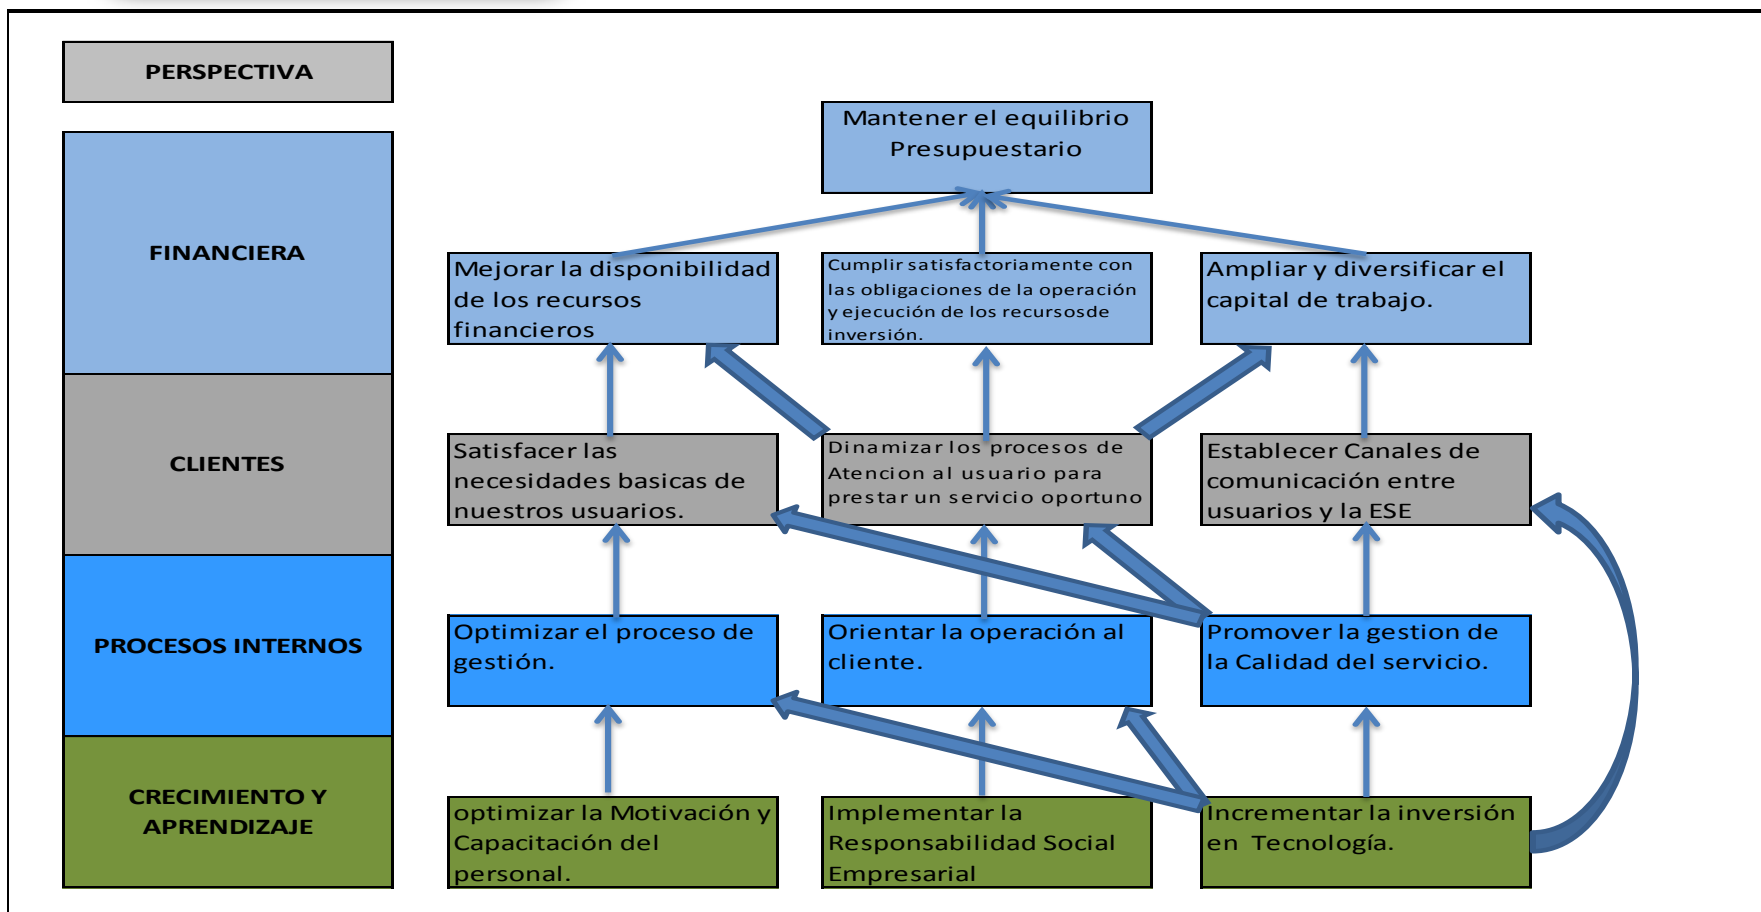 PERSPECTIVA
Mantener el equilibrio
Presupuestario
FINANCIERA
Mejorar la disponibilidad
de los recursos
financieros
Cumplir satisfactoriamente con
las obligaciones de la operación
y ejecución de los recursosde
inversión.
Ampliar y diversificar el
capital de trabajo.
CLIENTES
Satisfacer las
necesidades basicas de
nuestros usuarios.
Dinamizar los procesos de
Atencion al usuario para
prestar un servicio oportuno
Establecer Canales de
comunicación entre
usuarios y la ESE
PROCESOS INTERNOS
Optimizar el proceso de
gestión.
Orientar la operación al
cliente.
Promover la gestion de
la Calidad del servicio.
CRECIMIENTO Y
APRENDIZAJE
optimizar la Motivación y
Capacitación del
personal.
Implementar la
Responsabilidad Social
Empresarial
Incrementar la inversión
en Tecnología.